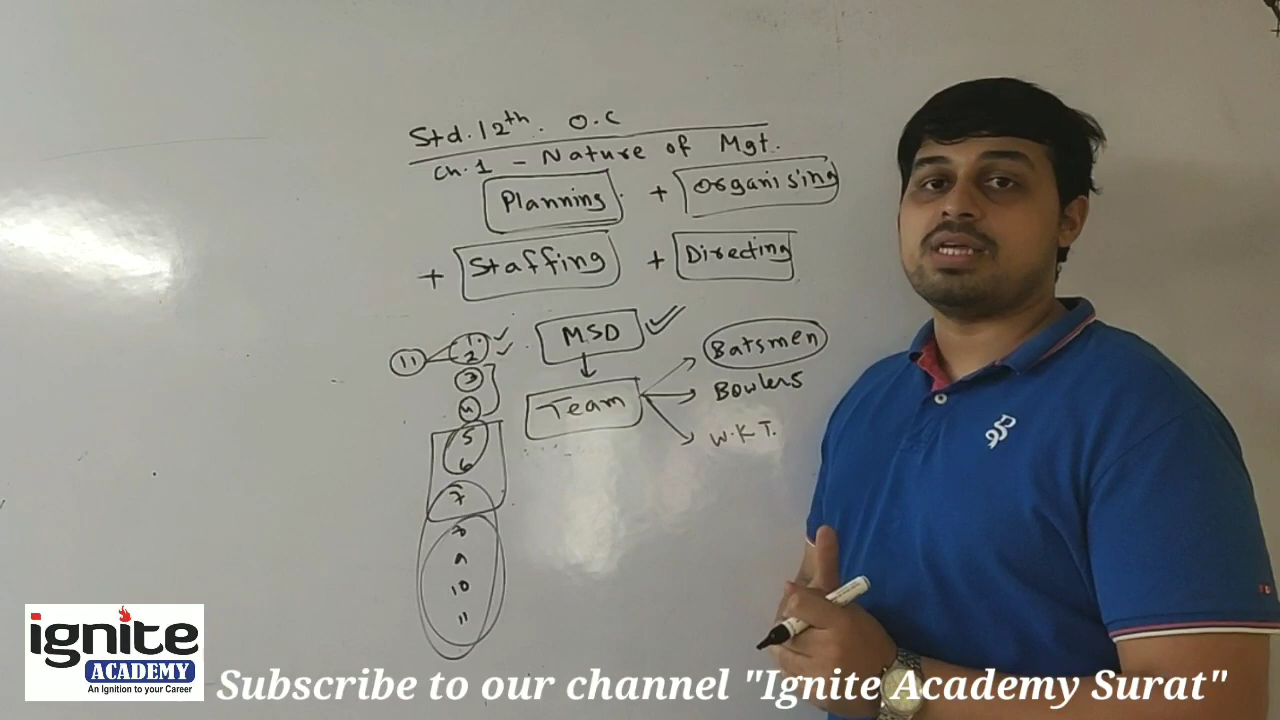 Std. 12th. O.C
Ch. 1 - Nature of Mgt.
Planning + Organising
+ Staffing + Directing
MSD
Team
Batsmen
Bowlers
W.K.T.
11
1.
2
3
4
5
6
7
8
9
10
11
ignite
ACADEMY
An Ignition to your Career
Subscribe to our channel "Ignite Academy Surat"